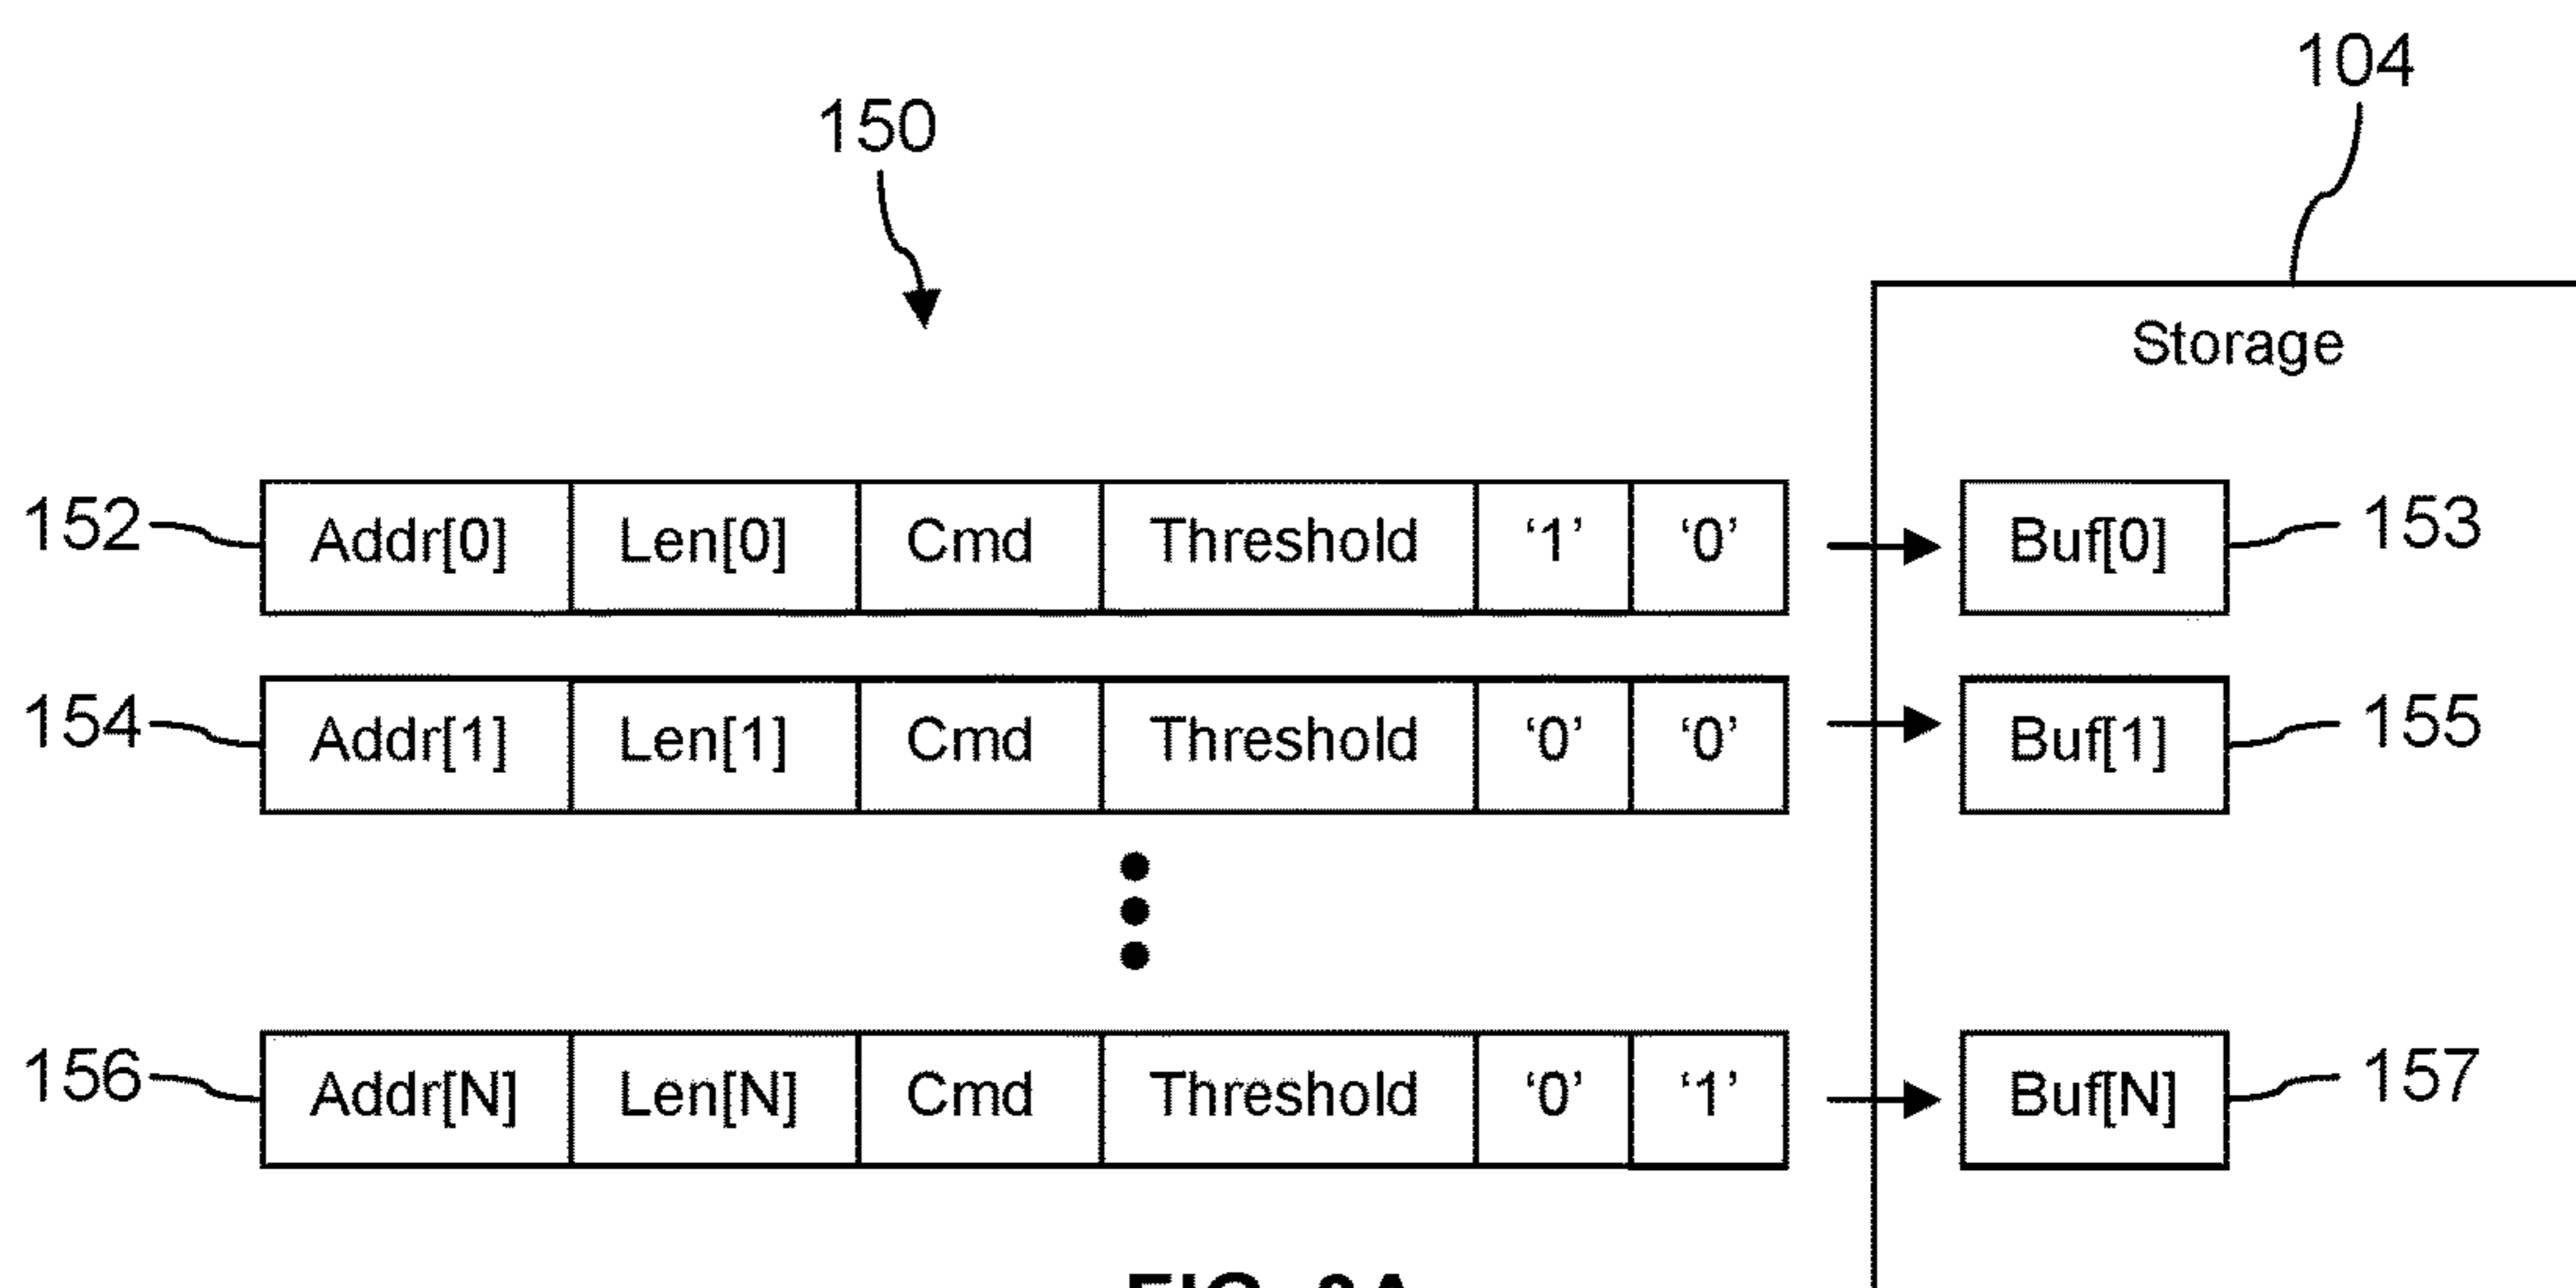 104
150
Storage
152 Addr[0] Len[0] Cmd Threshold ‘1’ ‘0’ Buf[0] 153
154 Addr[1] Len[1] Cmd Threshold ‘0’ ‘0’ Buf[1] 155
156 Addr[N] Len[N] Cmd Threshold ‘0’ ‘1’ Buf[N] 157